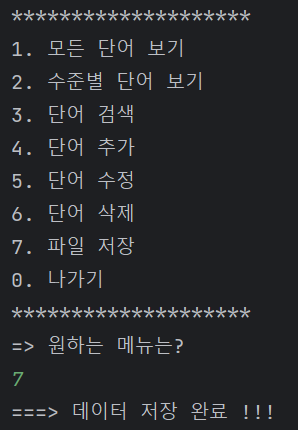 ********************
1. 모든 단어 보기
2. 수준별 단어 보기
3. 단어 검색
4. 단어 추가
5. 단어 수정
6. 단어 삭제
7. 파일 저장
0. 나가기
********************
=> 원하는 메뉴는?
7
===> 데이터 저장 완료 !!!